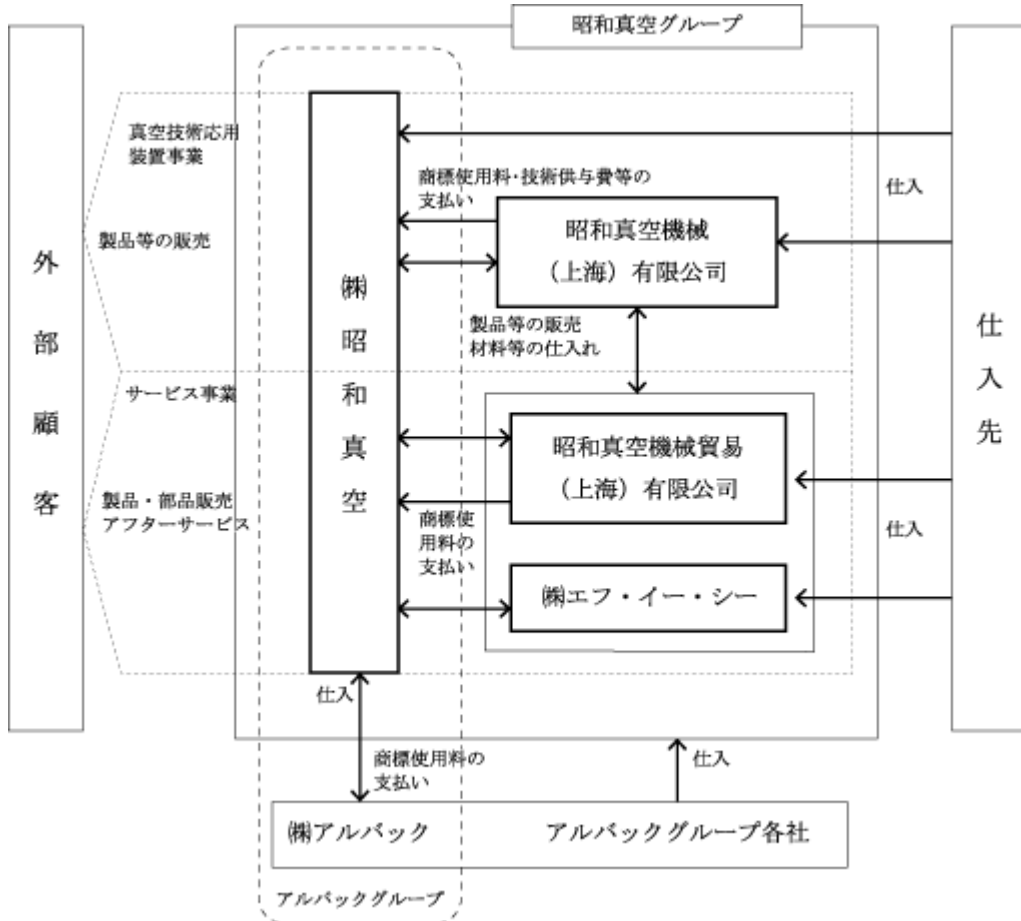 昭和真空グループ
真空技術応用
装置事業
商標使用料・技術供与費等の
支払い
仕入
昭和真空機械
（上海）有限公司
製品等の販売
外部顧客
㈱昭和真空
仕入先
製品等の販売
材料等の仕入れ
サービス事業
昭和真空機械貿易
（上海）有限公司
製品・部品販売
アフターサービス
商標使
用料の
支払い
仕入
㈱エフ・イー・シー
仕入
商標使用料の
支払い
仕入
㈱アルバック
アルバックグループ各社
アルバックグループ